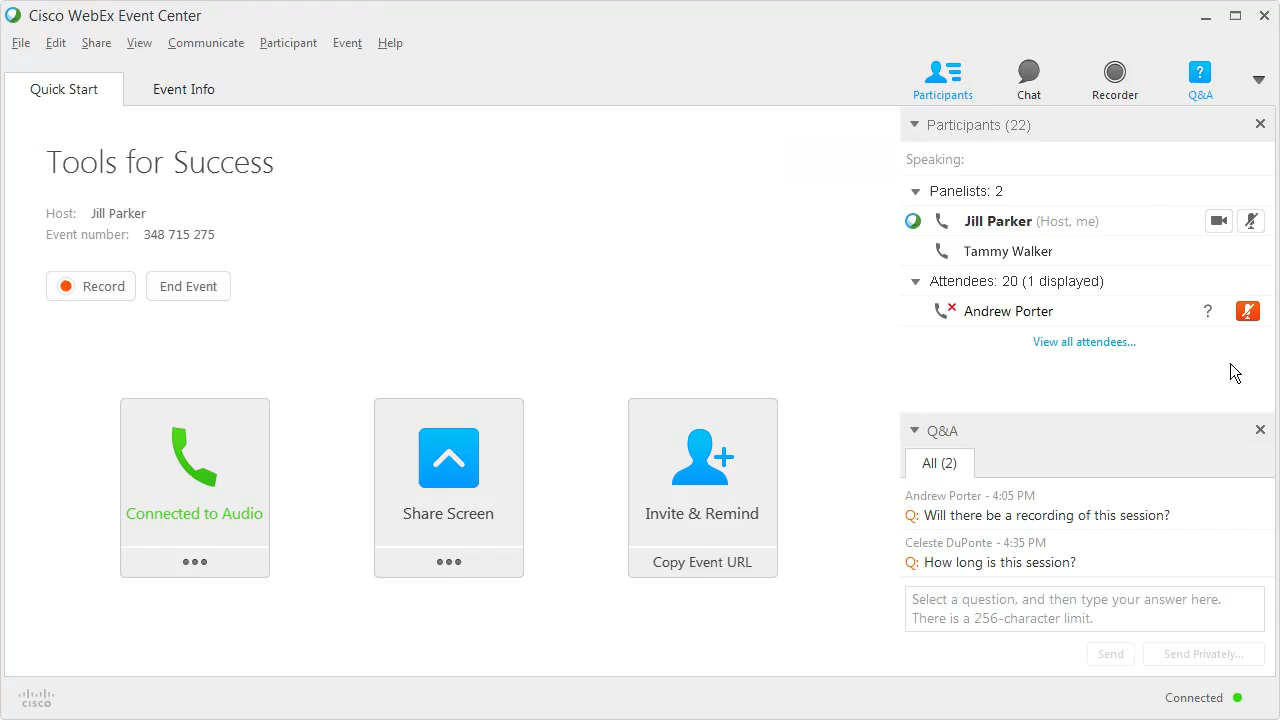 Cisco WebEx Event Center
File Edit Share View Communicate Participant Event Help
Quick Start Event Info
Participants Chat Recorder Q&A
Tools for Success
Host: Jill Parker
Event number: 348 715 275
Record End Event
Connected to Audio
Share Screen
Invite & Remind
Copy Event URL
Participants (22)
Speaking:
Panelists: 2
Jill Parker (Host, me)
Tammy Walker
Attendees: 20 (1 displayed)
Andrew Porter ?
View all attendees...
Q&A
All (2)
Andrew Porter - 4:05 PM
Q: Will there be a recording of this session?
Celeste DuPonte - 4:35 PM
Q: How long is this session?
Select a question, and then type your answer here.
There is a 256-character limit.
Send Send Privately...
cisco
Connected